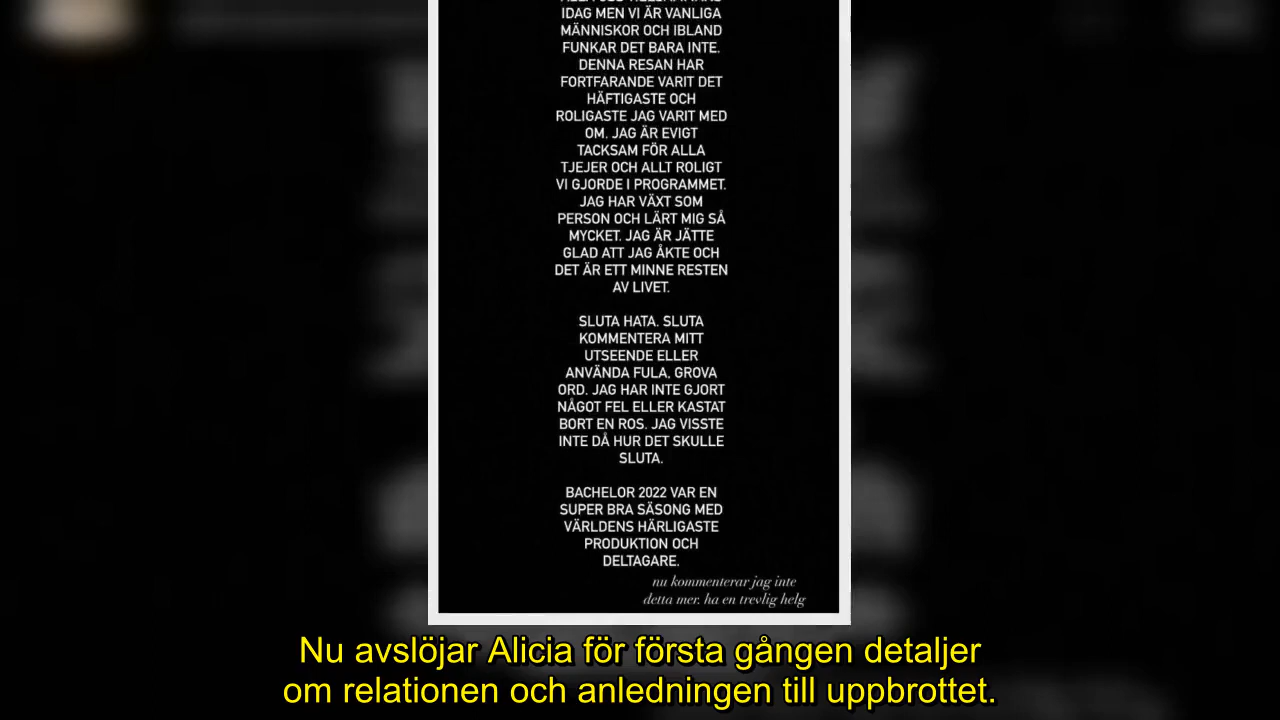 IDAG MEN VI ÄR VANLIGA
MÄNNISKOR OCH IBLAND
FUNKAR DET BARA INTE.
DENNA RESAN HAR
FORTFARANDE VARIT DET
HÄFTIGASTE OCH
ROLIGASTE JAG VARIT MED
OM. JAG ÄR EVIGT
TACKSAM FÖR ALLA
TJEJER OCH ALLT ROLIGT
VI GJORDE I PROGRAMMET.
JAG HAR VÄXT SOM
PERSON OCH LÄRT MIG SÅ
MYCKET. JAG ÄR JÄTTE
GLAD ATT JAG ÅKTE OCH
DET ÄR ETT MINNE RESTEN
AV LIVET.
SLUTA HATA. SLUTA
KOMMENTERA MITT
UTSEENDE ELLER
ANVÄNDA FULA, GROVA
ORD. JAG HAR INTE GJORT
NÅGOT FEL ELLER KASTAT
BORT EN ROS. JAG VISSTE
INTE DÅ HUR DET SKULLE
SLUTA.
BACHELOR 2022 VAR EN
SUPER BRA SÄSONG MED
VÄRLDENS HÄRLIGASTE
PRODUKTION OCH
DELTAGARE.
nu kommenterar jag inte
detta mer. ha en trevlig helg
Nu avslöjar Alicia för första gången detaljer
om relationen och anledningen till uppbrottet.